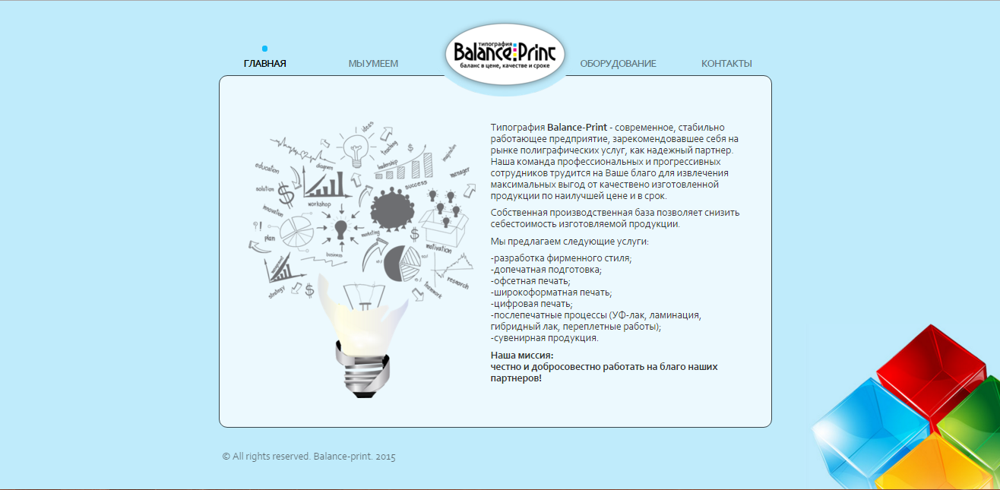 ГЛАВНАЯ
МЫ УМЕЕМ
типография
Balance-Print
баланс в цене, качестве и сроке
ОБОРУДОВАНИЕ
КОНТАКТЫ
ideas
teaching
education
diagram
leadership
$
imagination
manager
solution
$
success
workshop
innovation
?!
plan
marketing
$
business
motivation
strategy
$
teamwork
research
Типография Balance-Print - современное, стабильно
работающее предприятие, зарекомендовавшее себя на
рынке полиграфических услуг, как надежный партнер.
Наша команда профессиональных и прогрессивных
сотрудников трудится на Ваше благо для извлечения
максимальных выгод от качествено изготовленной
продукции по наилучшей цене и в срок.
Собственная производственная база позволяет снизить
себестоимость изготовляемой продукции.
Мы предлагаем следующие услуги:
-разработка фирменного стиля;
-допечатная подготовка;
-офсетная печать;
-широкоформатная печать;
-цифровая печать;
-послепечатные процессы (УФ-лак, ламинация,
гибридный лак, переплетные работы);
-сувенирная продукция.
Наша миссия:
честно и добросовестно работать на благо наших
партнеров!
© All rights reserved. Balance-print. 2015